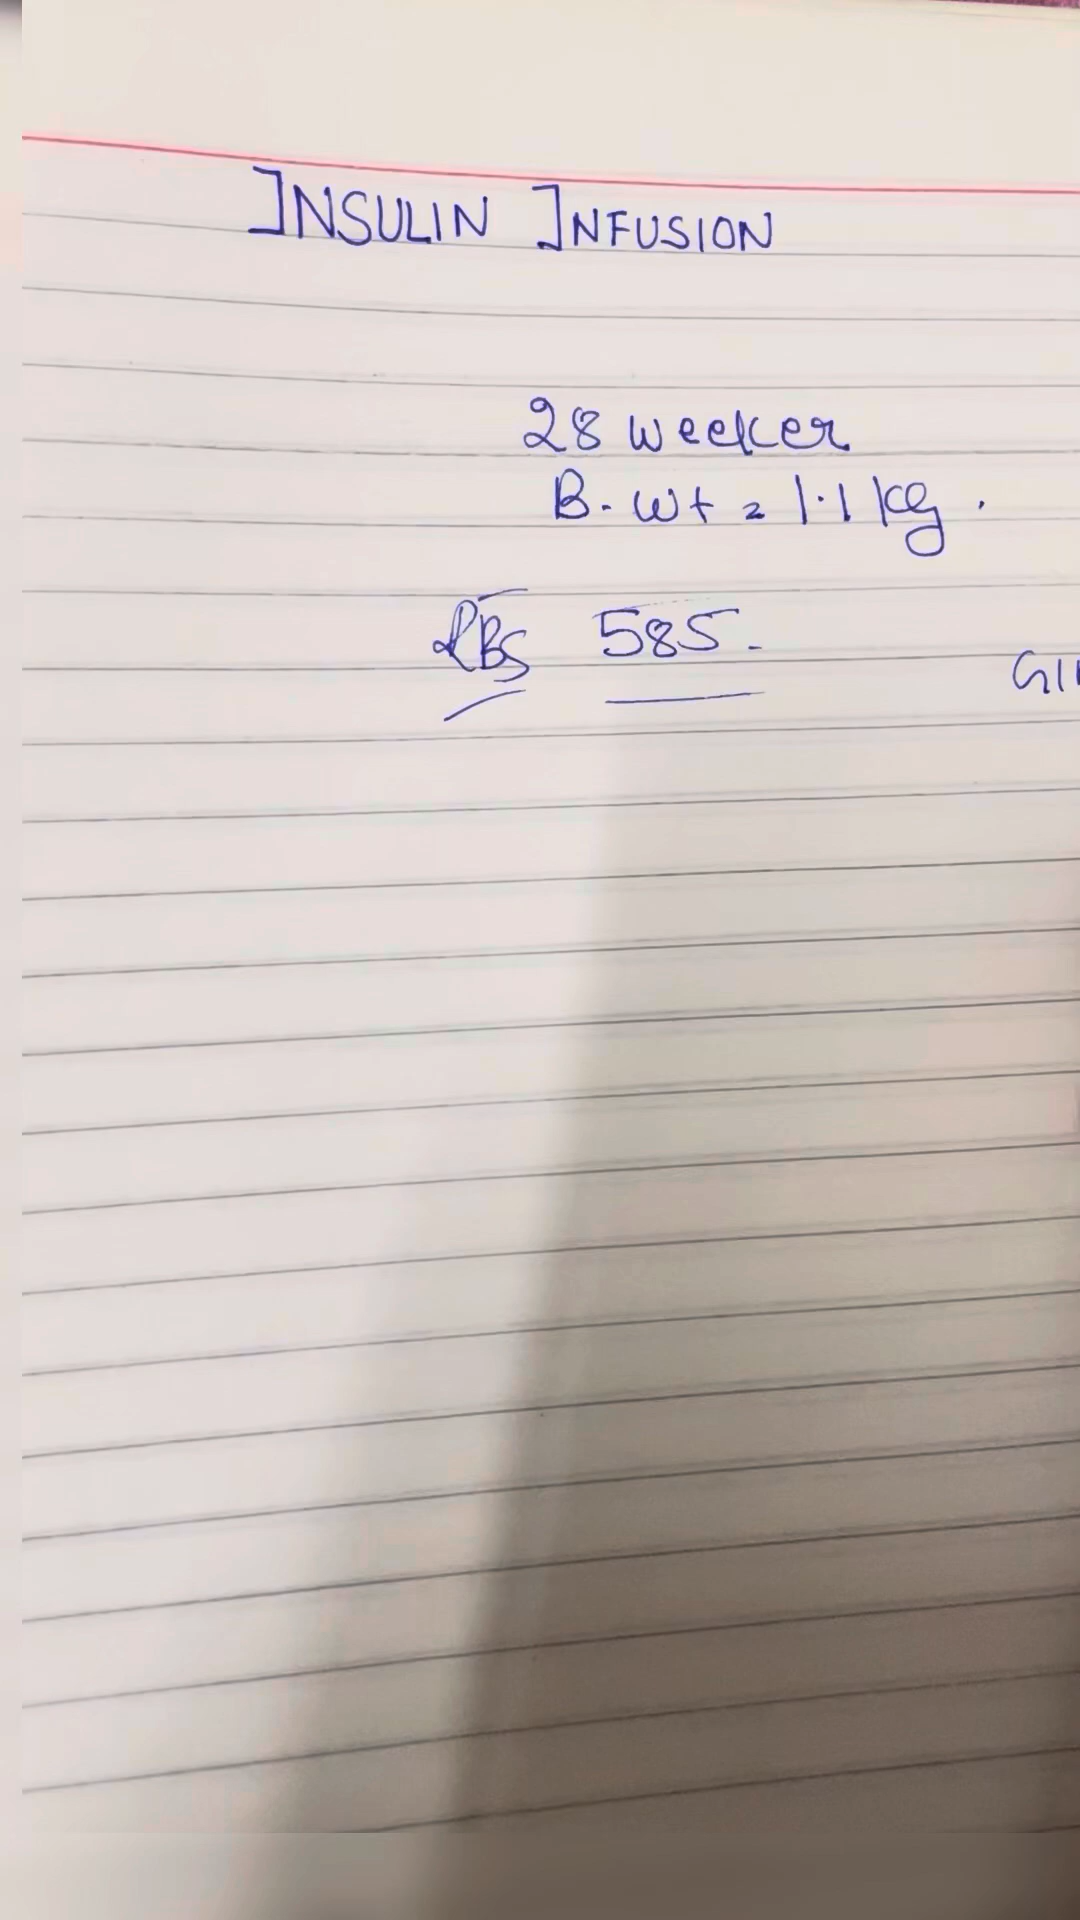 INSULIN INFUSION
28 weeker
B. wt = 1.1 kg.
RBS 585.